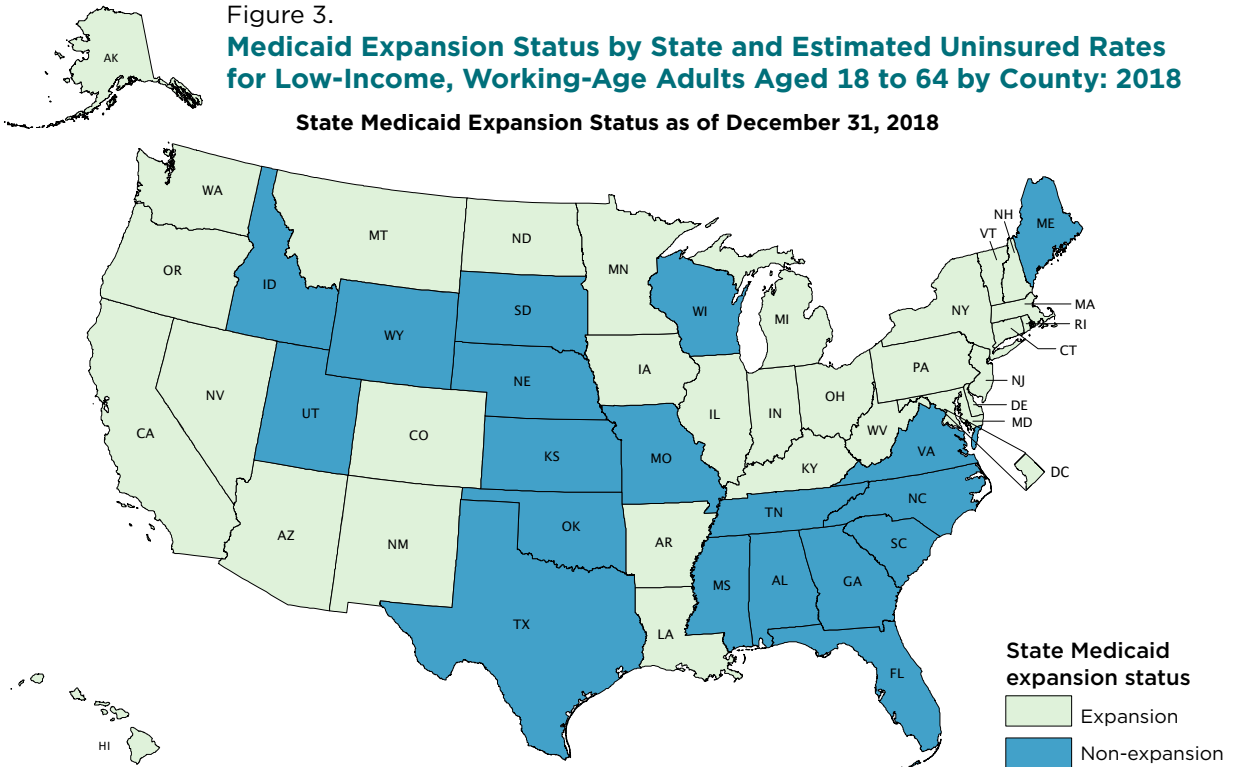 Figure 3.
Medicaid Expansion Status by State and Estimated Uninsured Rates
for Low-Income, Working-Age Adults Aged 18 to 64 by County: 2018
State Medicaid Expansion Status as of December 31, 2018
AK
WA
MT
ND
MN
OR
ID
WY
SD
WI
MI
NH
VT
ME
NY
MA
RI
CT
NV
UT
CO
NE
IA
IL
IN
OH
PA
NJ
DE
MD
CA
KS
MO
KY
WV
VA
DC
AZ
NM
OK
AR
TN
NC
SC
TX
LA
MS
AL
GA
FL
HI
State Medicaid
expansion status
Expansion
Non-expansion